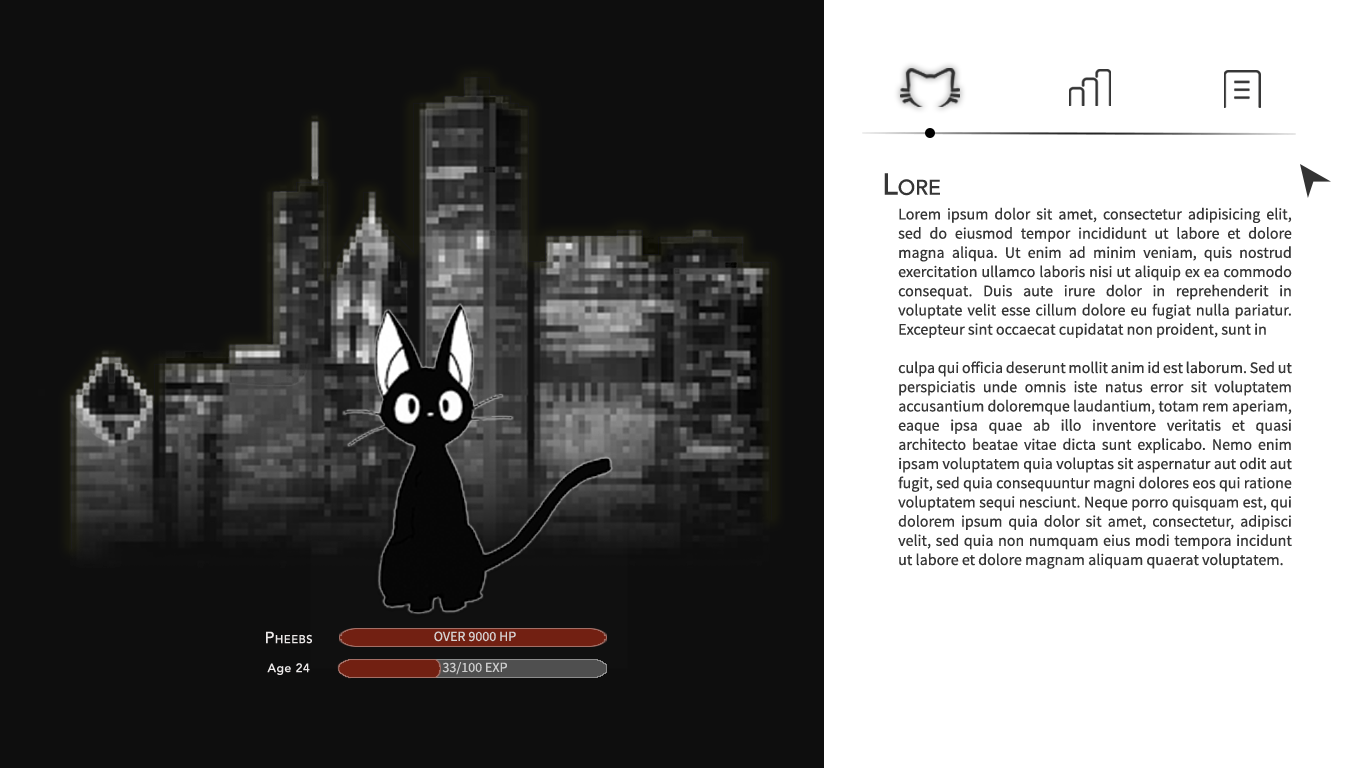 Pheebs
OVER 9000 HP
Age 24
33/100 EXP
Lore
Lorem ipsum dolor sit amet, consectetur adipisicing elit,
sed do eiusmod tempor incididunt ut labore et dolore
magna aliqua. Ut enim ad minim veniam, quis nostrud
exercitation ullamco laboris nisi ut aliquip ex ea commodo
consequat. Duis aute irure dolor in reprehenderit in
voluptate velit esse cillum dolore eu fugiat nulla pariatur.
Excepteur sint occaecat cupidatat non proident, sunt in
culpa qui officia deserunt mollit anim id est laborum. Sed ut
perspiciatis unde omnis iste natus error sit voluptatem
accusantium doloremque laudantium, totam rem aperiam,
eaque ipsa quae ab illo inventore veritatis et quasi
architecto beatae vitae dicta sunt explicabo. Nemo enim
ipsam voluptatem quia voluptas sit aspernatur aut odit aut
fugit, sed quia consequuntur magni dolores eos qui ratione
voluptatem sequi nesciunt. Neque porro quisquam est, qui
dolorem ipsum quia dolor sit amet, consectetur, adipisci
velit, sed quia non numquam eius modi tempora incidunt
ut labore et dolore magnam aliquam quaerat voluptatem.